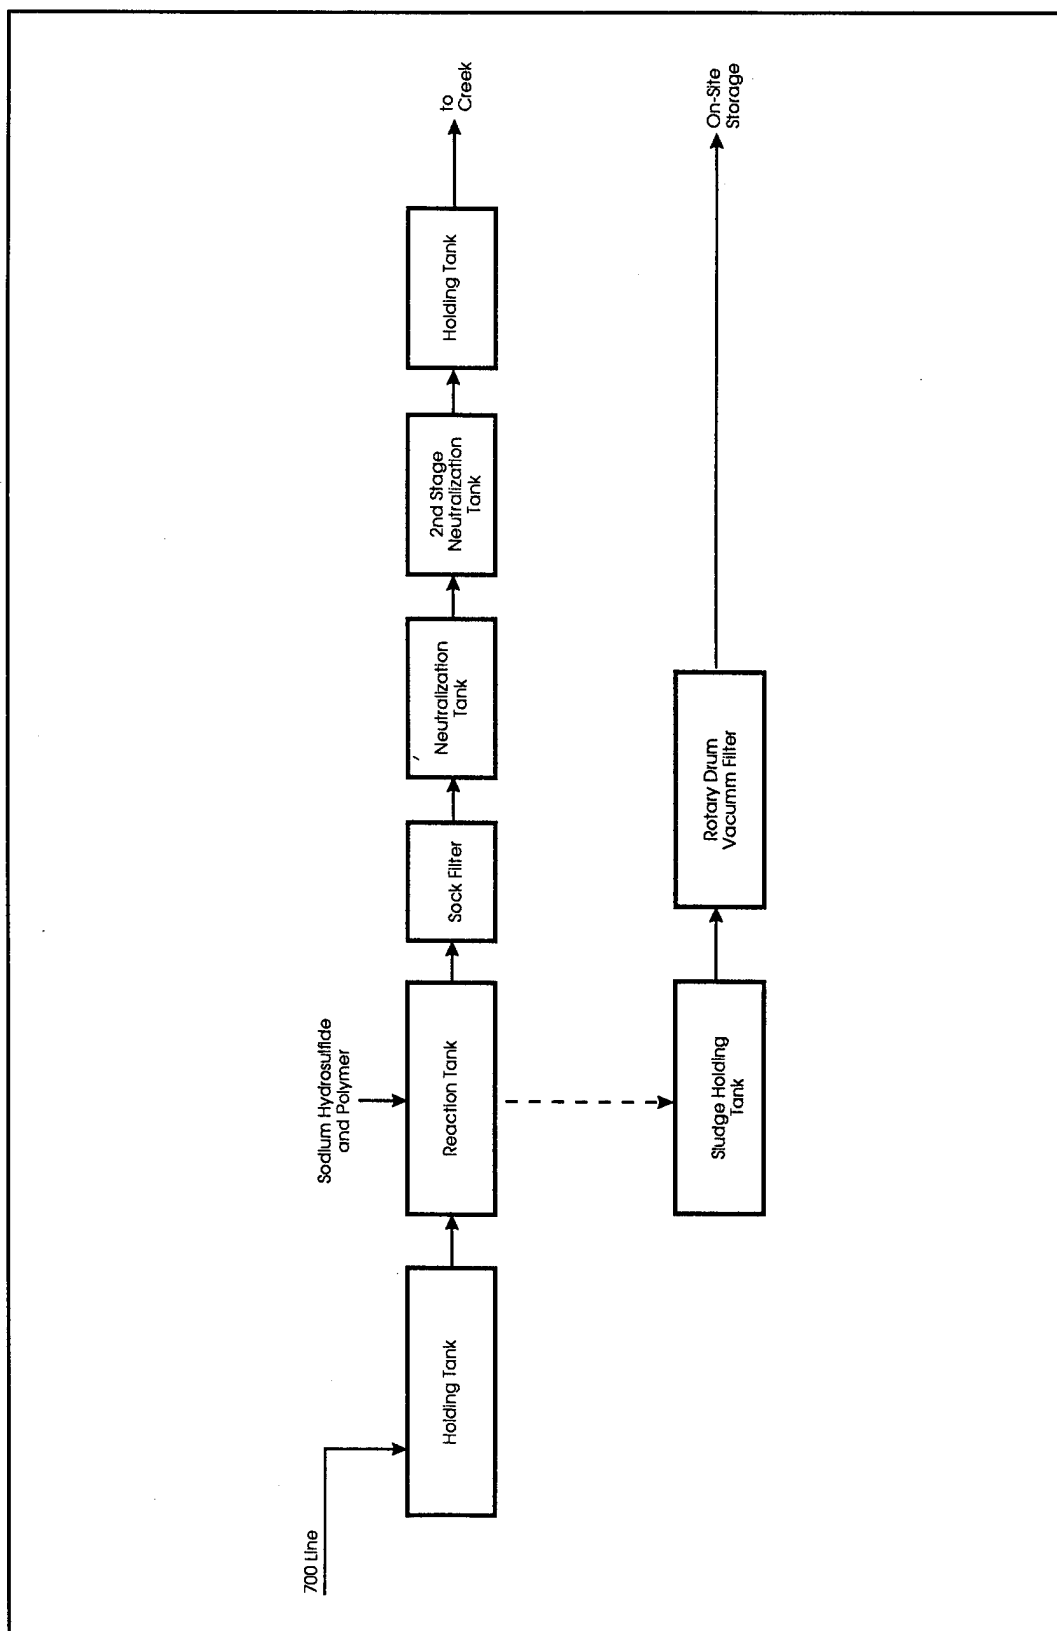 700 Line
Holding Tank
Sodium Hydrosulfide
and Polymer
Reaction Tank
Sock Filter
Neutralization
Tank
2nd Stage
Neutralization
Tank
Holding Tank
to
Creek
Sludge Holding
Tank
Rotary Drum
Vacumm Filter
On-Site
Storage